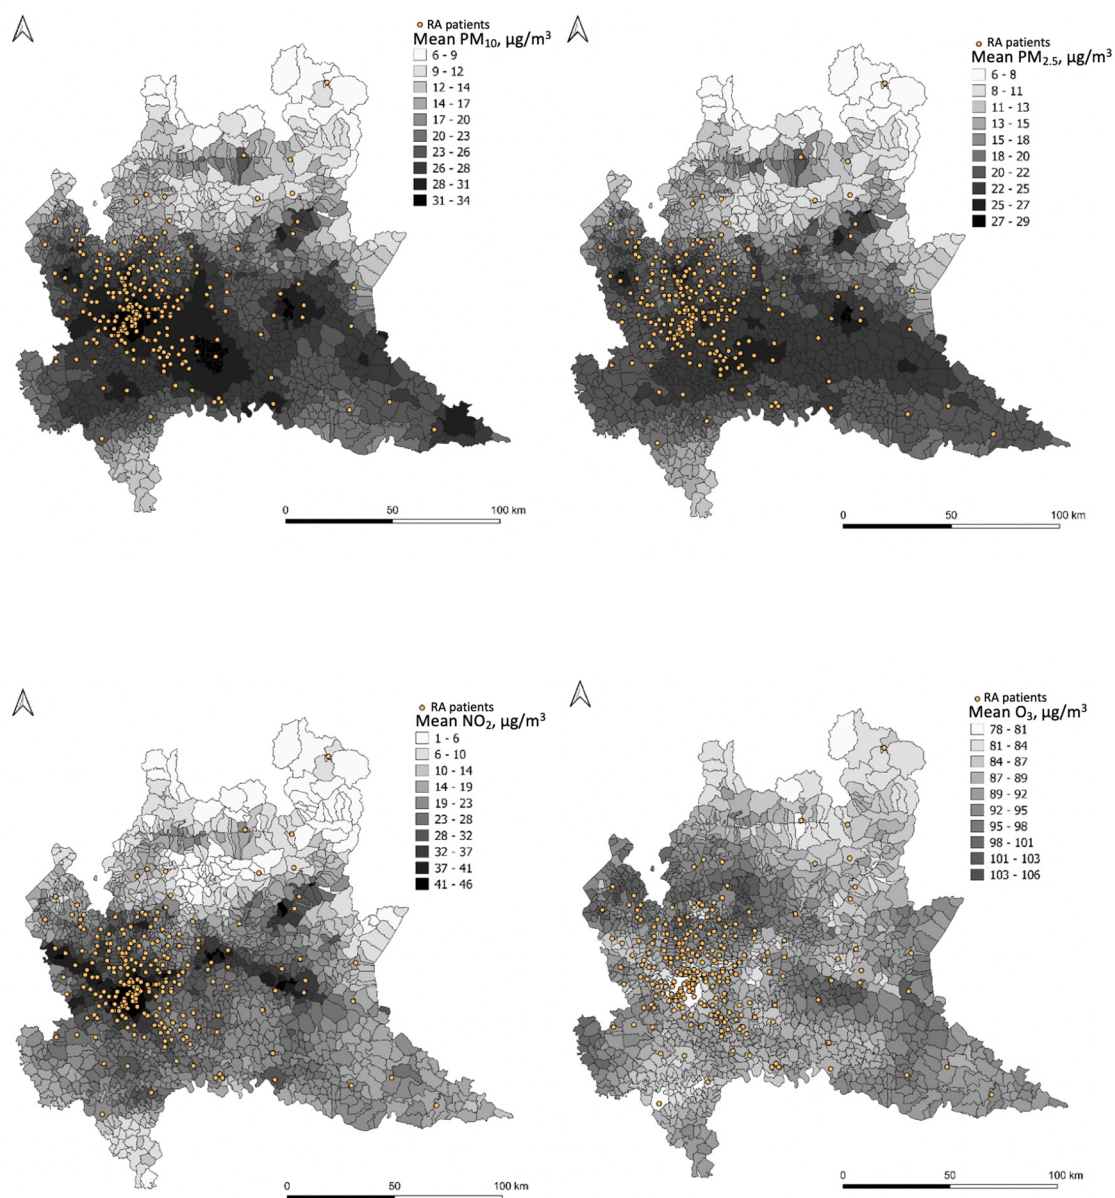 RA patients
Mean PM₁₀, µg/m³
6 - 9
9 - 12
12 - 14
14 - 17
17 - 20
20 - 23
23 - 26
26 - 28
28 - 31
31 - 34
0 50 100 km
RA patients
Mean PM₂.₅, µg/m³
6 - 8
8 - 11
11 - 13
13 - 15
15 - 18
18 - 20
20 - 22
22 - 25
25 - 27
27 - 29
0 50 100 km
RA patients
Mean NO₂, µg/m³
1 - 6
6 - 10
10 - 14
14 - 19
19 - 23
23 - 28
28 - 32
32 - 37
37 - 41
41 - 46
0 50 100 km
RA patients
Mean O₃, µg/m³
78 - 81
81 - 84
84 - 87
87 - 89
89 - 92
92 - 95
95 - 98
98 - 101
101 - 103
103 - 106
0 50 100 km